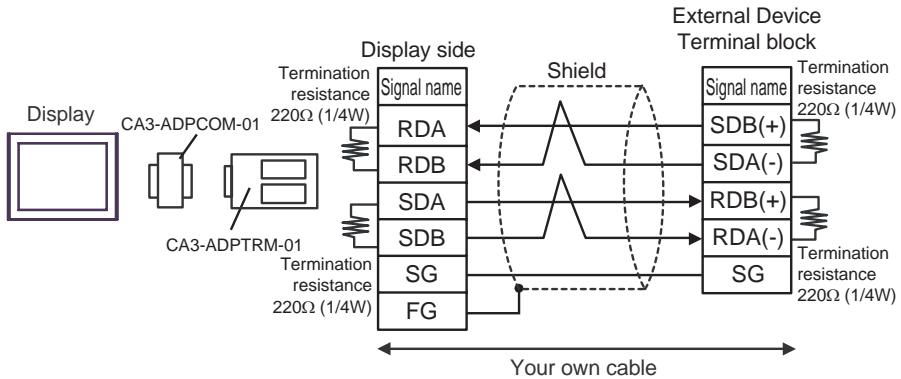 External Device
Terminal block
Display side
Termination
resistance
220Ω (1/4W)
Shield
Termination
resistance
220Ω (1/4W)
Display
CA3-ADPCOM-01
CA3-ADPTRM-01
Signal name
RDA
RDB
SDA
SDB
SG
FG
Signal name
SDB(+)
SDA(-)
RDB(+)
RDA(-)
SG
Termination
resistance
220Ω (1/4W)
Termination
resistance
220Ω (1/4W)
Your own cable